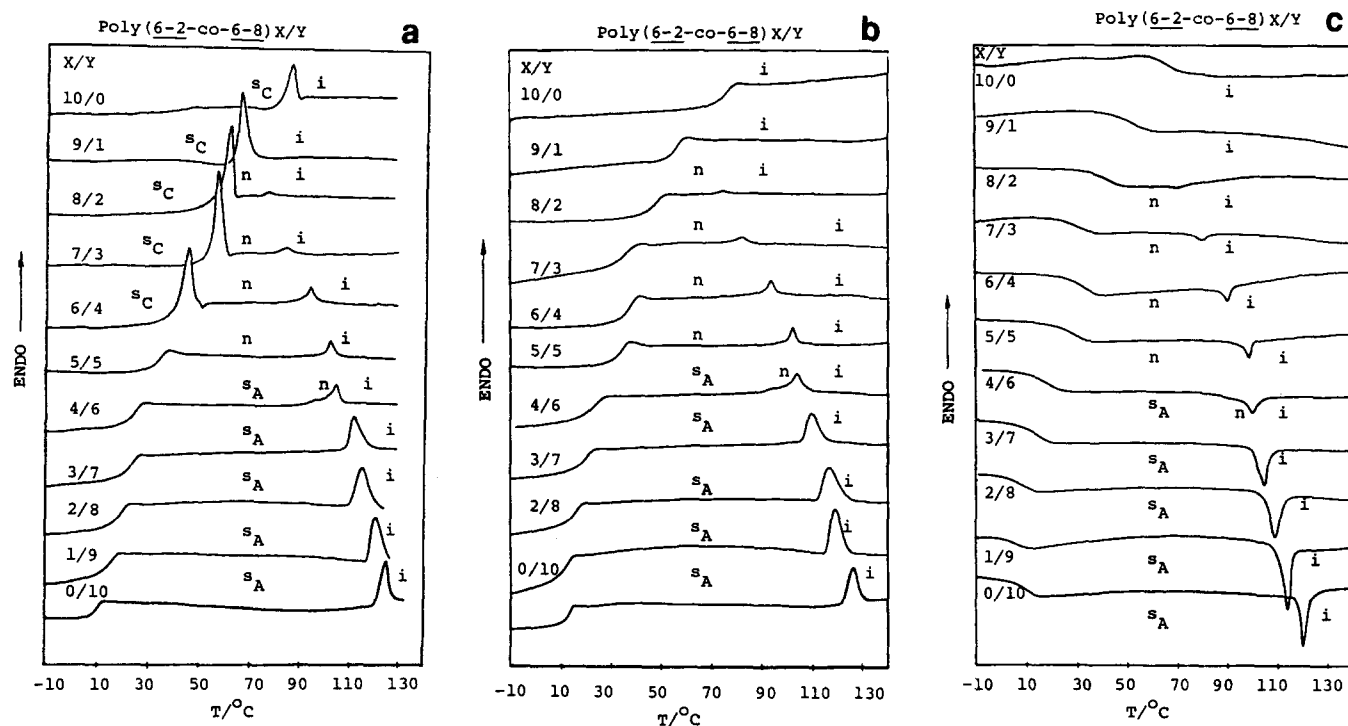 Poly(6-2-co-6-8)X/Y
a
X/Y
10/0
s_C
i
9/1
s_C
i
8/2
s_C
n
i
7/3
s_C
n
i
6/4
s_C
n
i
5/5
n
i
4/6
s_A
n
i
3/7
s_A
i
2/8
s_A
i
1/9
s_A
i
0/10
s_A
i
ENDO
-10
10
30
50
70
90
110
130
T/°C
Poly(6-2-co-6-8)X/Y
b
X/Y
10/0
i
9/1
i
8/2
n
i
7/3
n
i
6/4
n
i
5/5
n
i
4/6
s_A
n
i
3/7
s_A
i
2/8
s_A
i
0/10
s_A
i
s_A
i
ENDO
-10
10
30
50
70
90
110
T/°C
Poly(6-2-co-6-8)X/Y
c
X/Y
10/0
i
9/1
i
8/2
n
i
7/3
n
i
6/4
n
i
5/5
n
i
4/6
s_A
n
i
3/7
s_A
i
2/8
s_A
i
1/9
s_A
i
0/10
s_A
i
ENDO
-10
10
30
50
70
90
110
130
T/°C